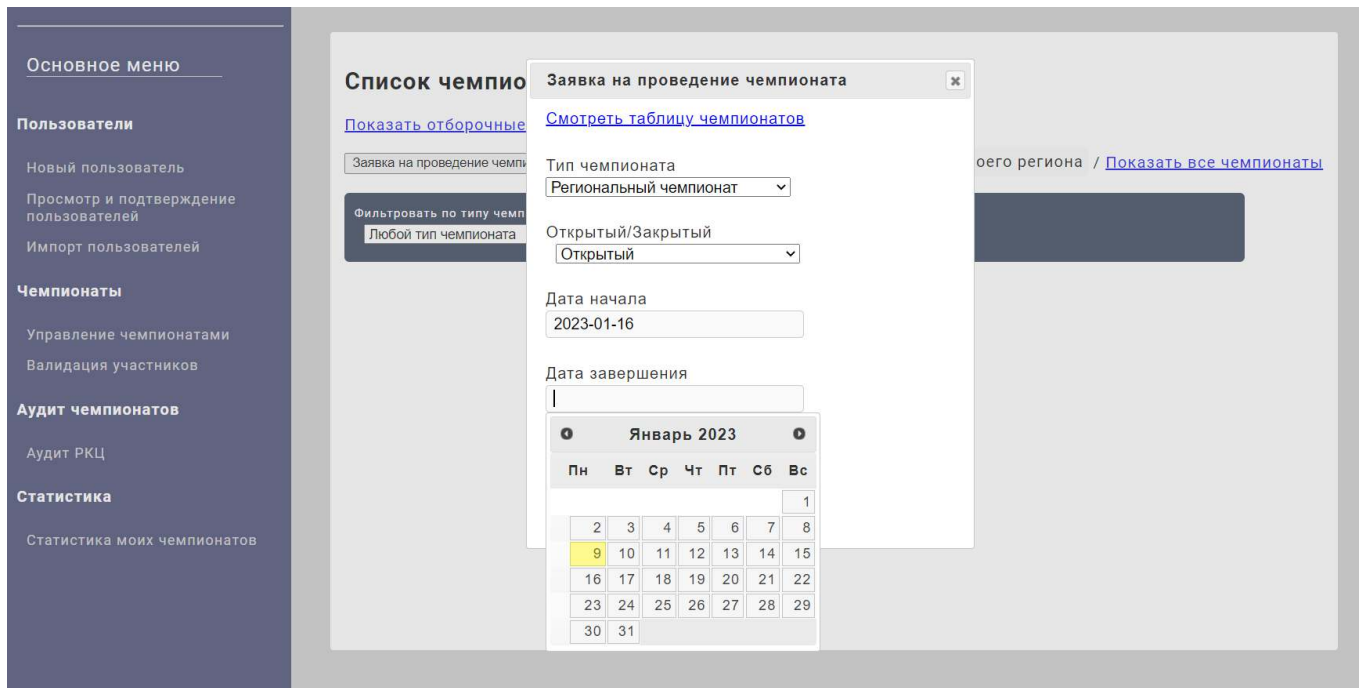 Основное меню
Пользователи
Новый пользователь
Просмотр и подтверждение
пользователей
Импорт пользователей
Чемпионаты
Управление чемпионатами
Валидация участников
Аудит чемпионатов
Аудит РКЦ
Статистика
Статистика моих чемпионатов
Список чемпио
Показать отборочные
Заявка на проведение чемпи
оего региона / Показать все чемпионаты
Фильтровать по типу чемп
Любой тип чемпионата
Заявка на проведение чемпионата
Смотреть таблицу чемпионатов
Тип чемпионата
Региональный чемпионат
Открытый/Закрытый
Открытый
Дата начала
2023-01-16
Дата завершения
Январь 2023
Пн Вт Ср Чт Пт Сб Вс
1
2 3 4 5 6 7 8
9 10 11 12 13 14 15
16 17 18 19 20 21 22
23 24 25 26 27 28 29
30 31